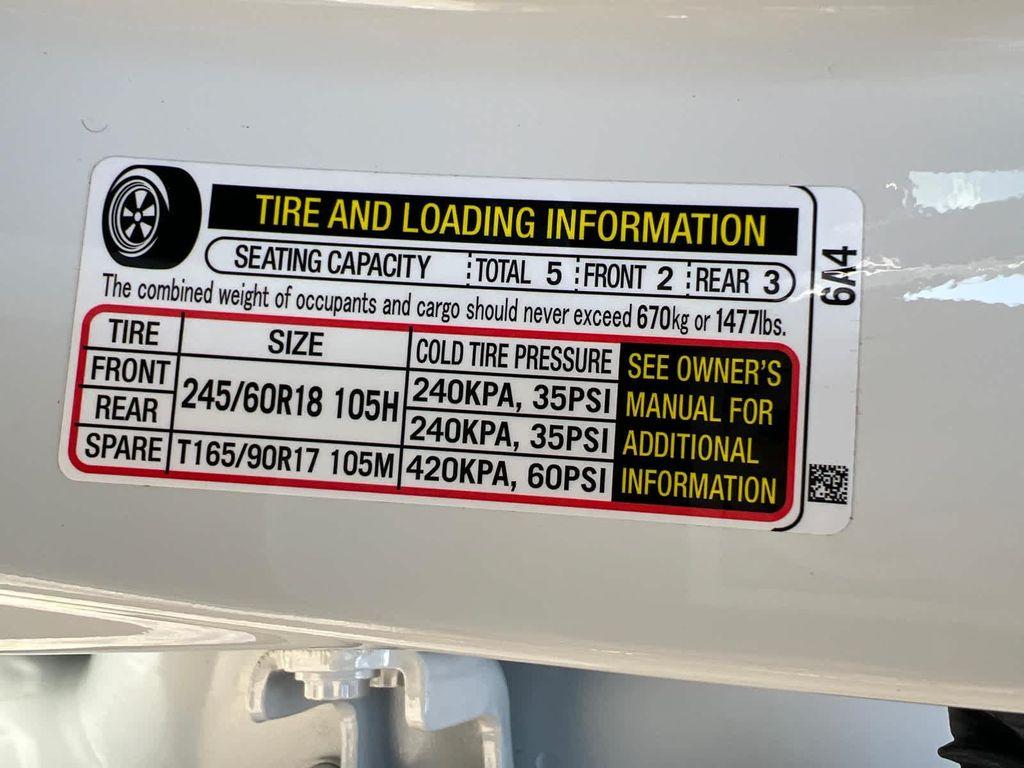 TIRE AND LOADING INFORMATION
SEATING CAPACITY TOTAL 5 FRONT 2 REAR 3
The combined weight of occupants and cargo should never exceed 670kg or 1477lbs.
TIRE SIZE COLD TIRE PRESSURE
FRONT 245/60R18 105H 240KPA, 35PSI
REAR 240KPA, 35PSI
SPARE T165/90R17 105M 420KPA, 60PSI
SEE OWNER'S
MANUAL FOR
ADDITIONAL
INFORMATION
6A4